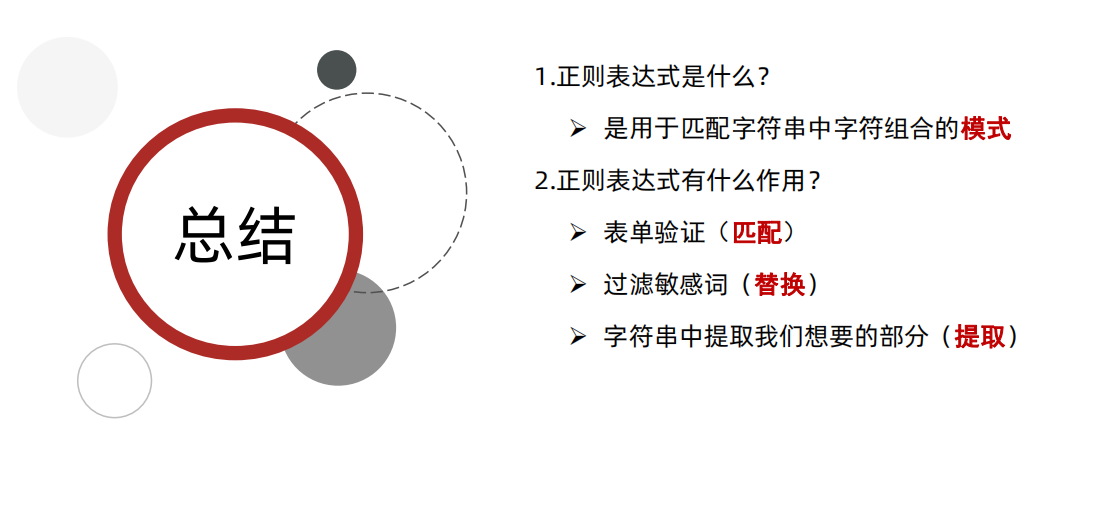 总结
1.正则表达式是什么？
➢ 是用于匹配字符串中字符组合的模式
2.正则表达式有什么作用？
➢ 表单验证（匹配）
➢ 过滤敏感词（替换）
➢ 字符串中提取我们想要的部分（提取）